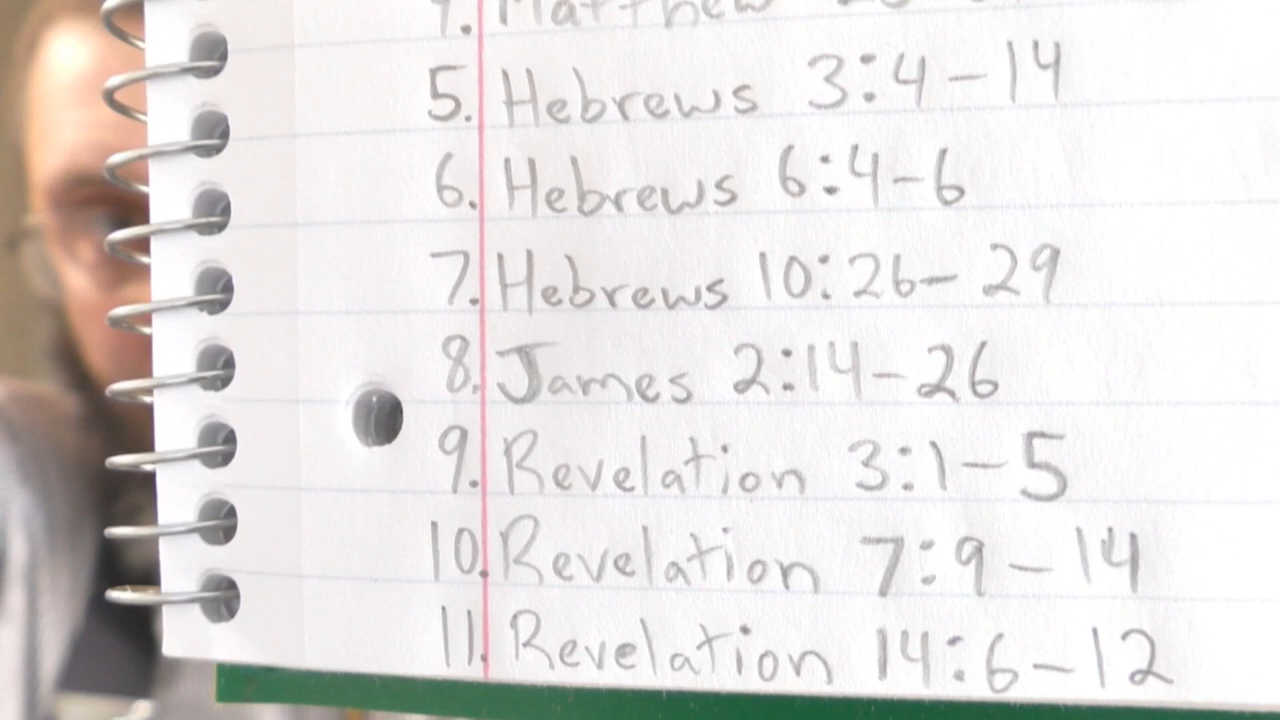 Matthew
5. Hebrews 3:4-14
6. Hebrews 6:4-6
7. Hebrews 10:26-29
8. James 2:14-26
9. Revelation 3:1-5
10. Revelation 7:9-14
11. Revelation 14:6-12